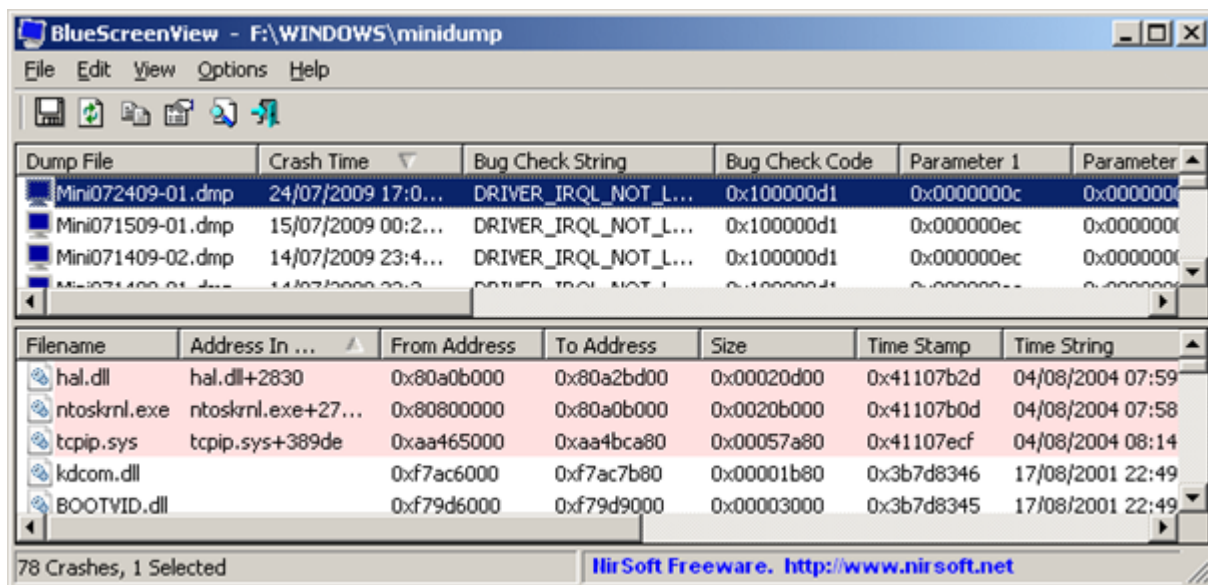 BlueScreenView - F:\WINDOWS\minidump
File Edit View Options Help
Dump File Crash Time Bug Check String Bug Check Code Parameter 1 Parameter
Mini072409-01.dmp 24/07/2009 17:0... DRIVER_IRQL_NOT_L... 0x100000d1 0x0000000c 0x0000000
Mini071509-01.dmp 15/07/2009 00:2... DRIVER_IRQL_NOT_L... 0x100000d1 0x000000ec 0x0000000
Mini071409-02.dmp 14/07/2009 23:4... DRIVER_IRQL_NOT_L... 0x100000d1 0x000000ec 0x0000000
Filename Address In ... From Address To Address Size Time Stamp Time String
hal.dll hal.dll+2830 0x80a0b000 0x80a2bd00 0x00020d00 0x41107b2d 04/08/2004 07:59
ntoskrnl.exe ntoskrnl.exe+27... 0x80800000 0x80a0b000 0x0020b000 0x41107b0d 04/08/2004 07:58
tcpip.sys tcpip.sys+389de 0xaa465000 0xaa4bca80 0x00057a80 0x41107ecf 04/08/2004 08:14
kdcom.dll 0xf7ac6000 0xf7ac7b80 0x00001b80 0x3b7d8346 17/08/2001 22:49
BOOTVID.dll 0xf79d6000 0xf79d9000 0x00003000 0x3b7d8345 17/08/2001 22:49
78 Crashes, 1 Selected NirSoft Freeware. http://www.nirsoft.net